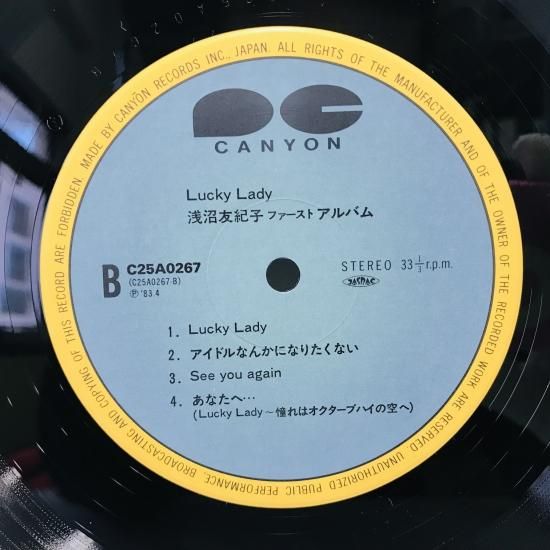 CANYON
Lucky Lady
浅沼友紀子 ファースト アルバム
B C25A0267
(C25A0267-B)
Ⓟ '83.4
STEREO 33 1/3 r.p.m.
JASRAC
1. Lucky Lady
2. アイドルなんかになりたくない
3. See you again
4. あなたへ…
(Lucky Lady～憧れはオクターブハイの空へ)
MADE BY CANYON RECORDS INC., JAPAN. ALL RIGHTS OF THE MANUFACTURER AND OF THE OWNER OF THE RECORDED WORK ARE RESERVED. UNAUTHORIZED PUBLIC PERFORMANCE, BROADCASTING AND COPYING OF THIS RECORD ARE FORBIDDEN.